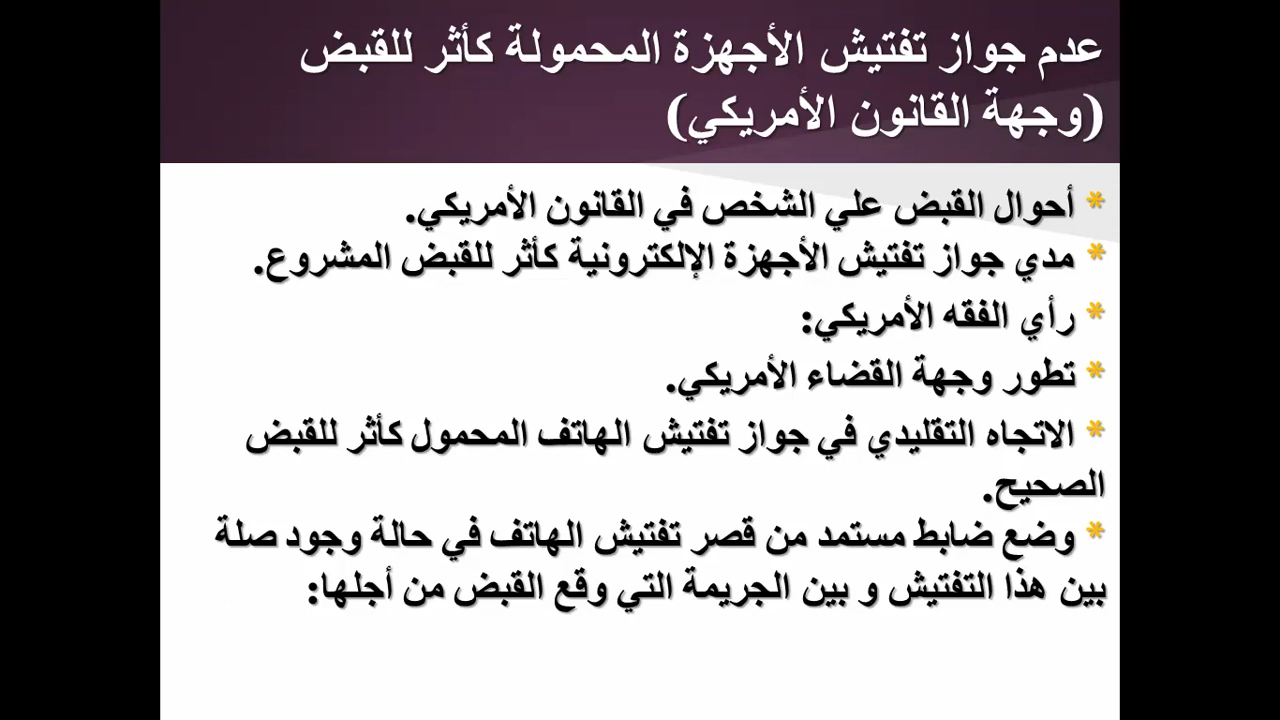 عدم جواز تفتيش الأجهزة المحمولة كأثر للقبض
(وجهة القانون الأمريكي)
* أحوال القبض علي الشخص في القانون الأمريكي.
* مدي جواز تفتيش الأجهزة الإلكترونية كأثر للقبض المشروع.
* رأي الفقه الأمريكي:
* تطور وجهة القضاء الأمريكي.
* الاتجاه التقليدي في جواز تفتيش الهاتف المحمول كأثر للقبض
الصحيح.
* وضع ضابط مستمد من قصر تفتيش الهاتف في حالة وجود صلة
بين هذا التفتيش و بين الجريمة التي وقع القبض من أجلها: